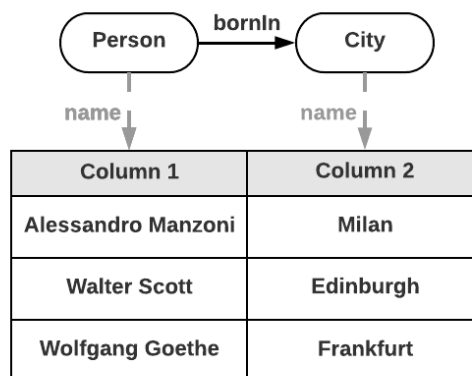 bornIn
Person City
name name
Column 1 Column 2
Alessandro Manzoni Milan
Walter Scott Edinburgh
Wolfgang Goethe Frankfurt